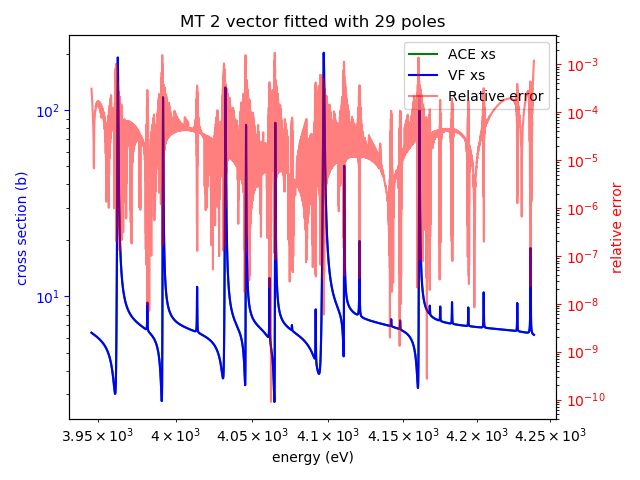 MT 2 vector fitted with 29 poles
ACE xs
VF xs
Relative error
cross section (b)
10²
10¹
relative error
10⁻³
10⁻⁴
10⁻⁵
10⁻⁶
10⁻⁷
10⁻⁸
10⁻⁹
10⁻¹⁰
3.95 × 10³ 4 × 10³ 4.05 × 10³ 4.1 × 10³ 4.15 × 10³ 4.2 × 10³ 4.25 × 10³
energy (eV)